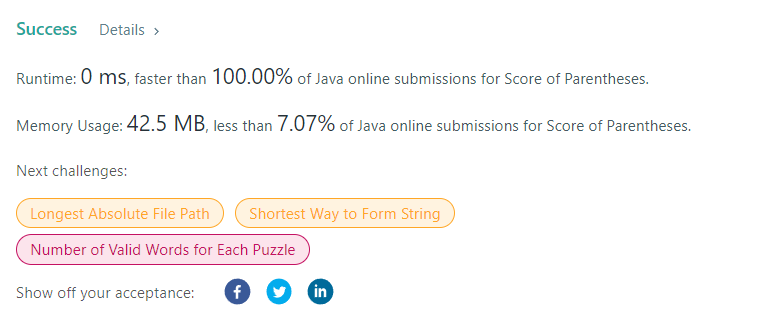 Success Details >
Runtime: 0 ms, faster than 100.00% of Java online submissions for Score of Parentheses.
Memory Usage: 42.5 MB, less than 7.07% of Java online submissions for Score of Parentheses.
Next challenges:
Longest Absolute File Path Shortest Way to Form String
Number of Valid Words for Each Puzzle
Show off your acceptance: f in